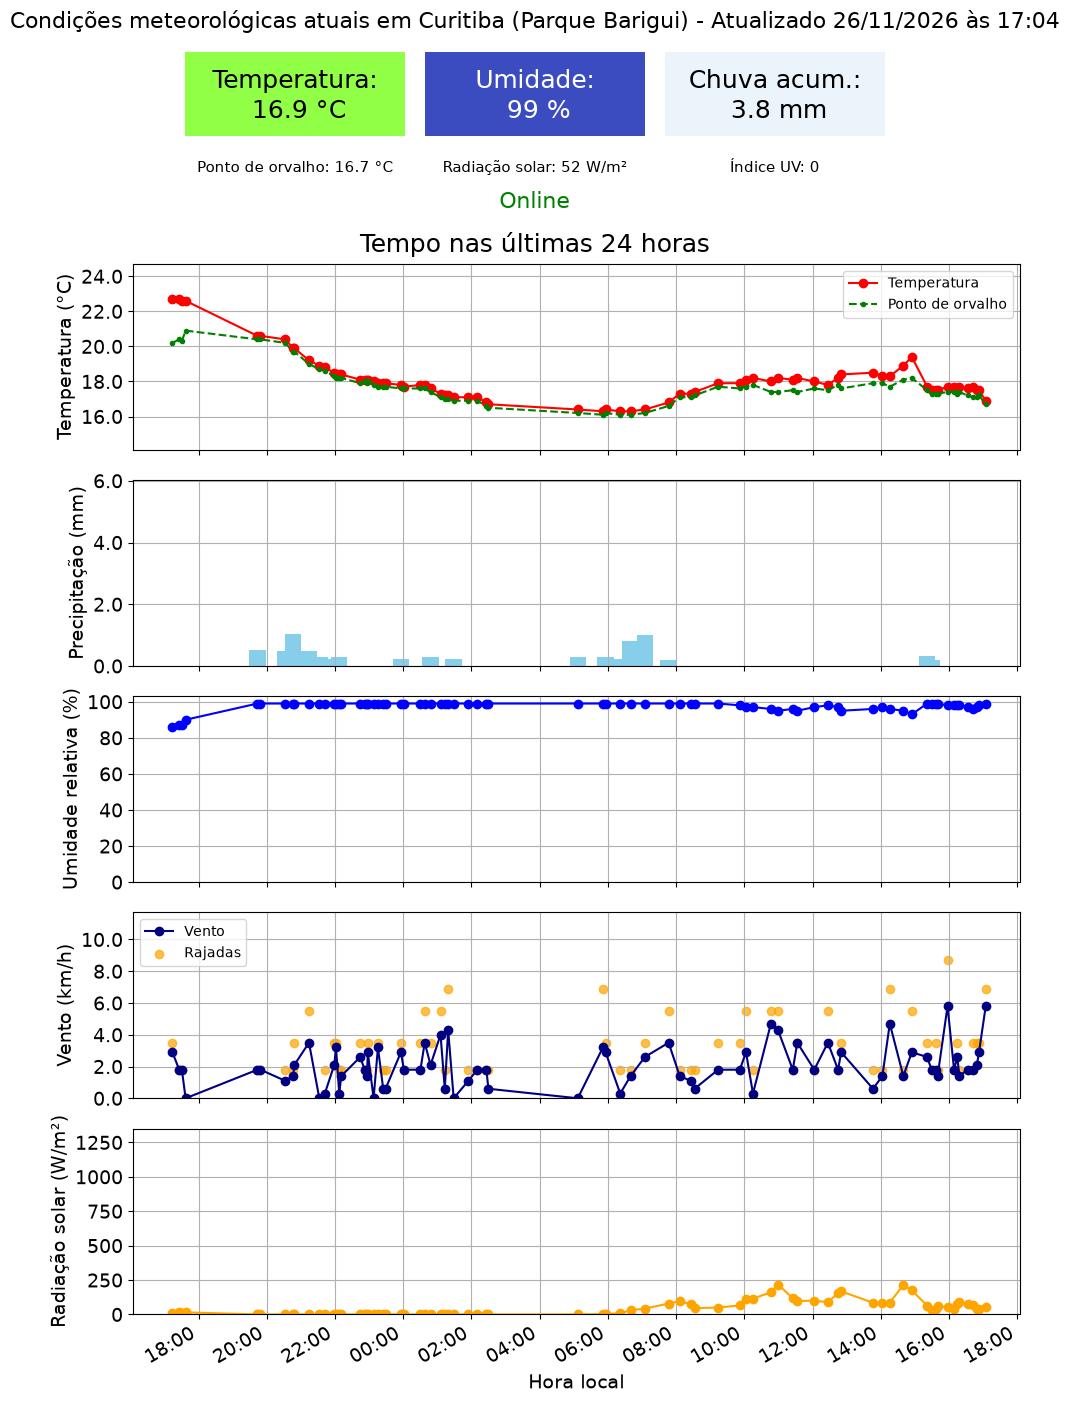 Condições meteorológicas atuais em Curitiba (Parque Barigui) - Atualizado 26/11/2026 às 17:04
Temperatura:
16.9 °C
Umidade:
99 %
Chuva acum.:
3.8 mm
Ponto de orvalho: 16.7 °C
Radiação solar: 52 W/m²
Índice UV: 0
Online
Tempo nas últimas 24 horas
Temperatura (°C)
24.0
22.0
20.0
18.0
16.0
Temperatura
Ponto de orvalho
Precipitação (mm)
6.0
4.0
2.0
0.0
Umidade relativa (%)
100
80
60
40
20
0
Vento (km/h)
10.0
8.0
6.0
4.0
2.0
0.0
Vento
Rajadas
Radiação solar (W/m²)
1250
1000
750
500
250
0
18:00 20:00 22:00 00:00 02:00 04:00 06:00 08:00 10:00 12:00 14:00 16:00 18:00
Hora local